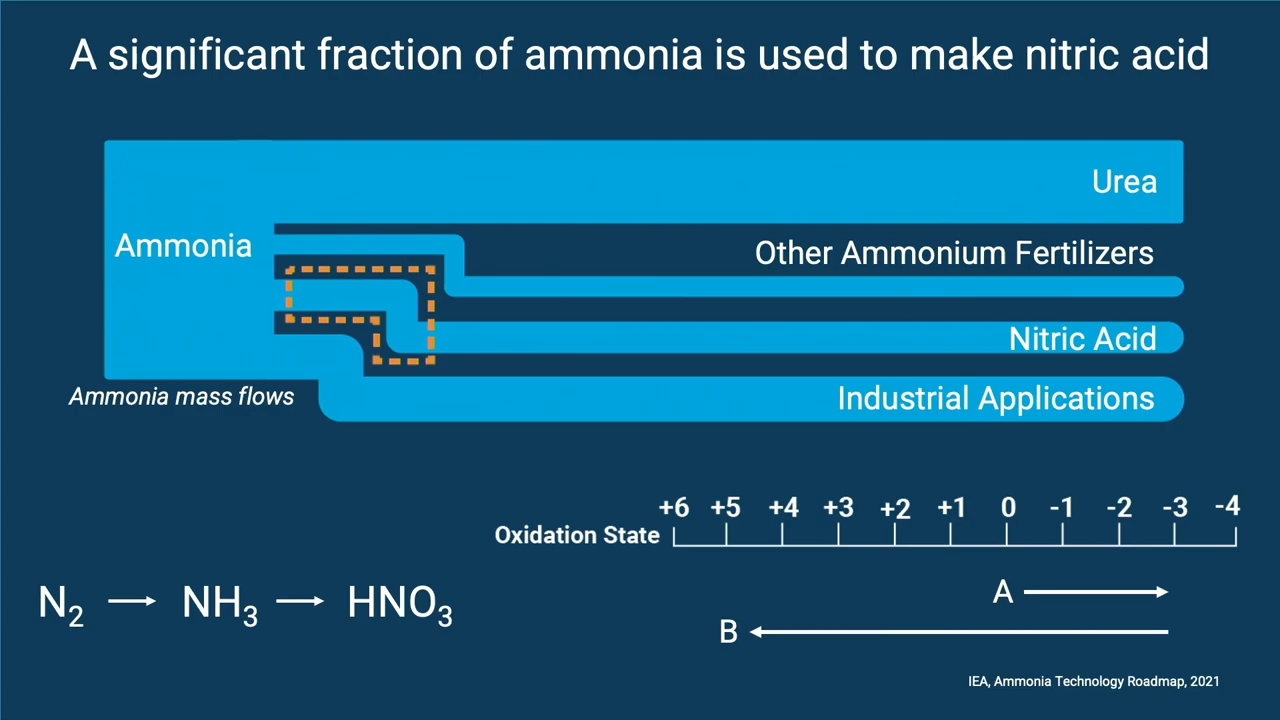 A significant fraction of ammonia is used to make nitric acid
Urea
Ammonia
Other Ammonium Fertilizers
Nitric Acid
Ammonia mass flows
Industrial Applications
+6 +5 +4 +3 +2 +1 0 -1 -2 -3 -4
Oxidation State
N₂ → NH₃ → HNO₃
A
B
IEA, Ammonia Technology Roadmap, 2021